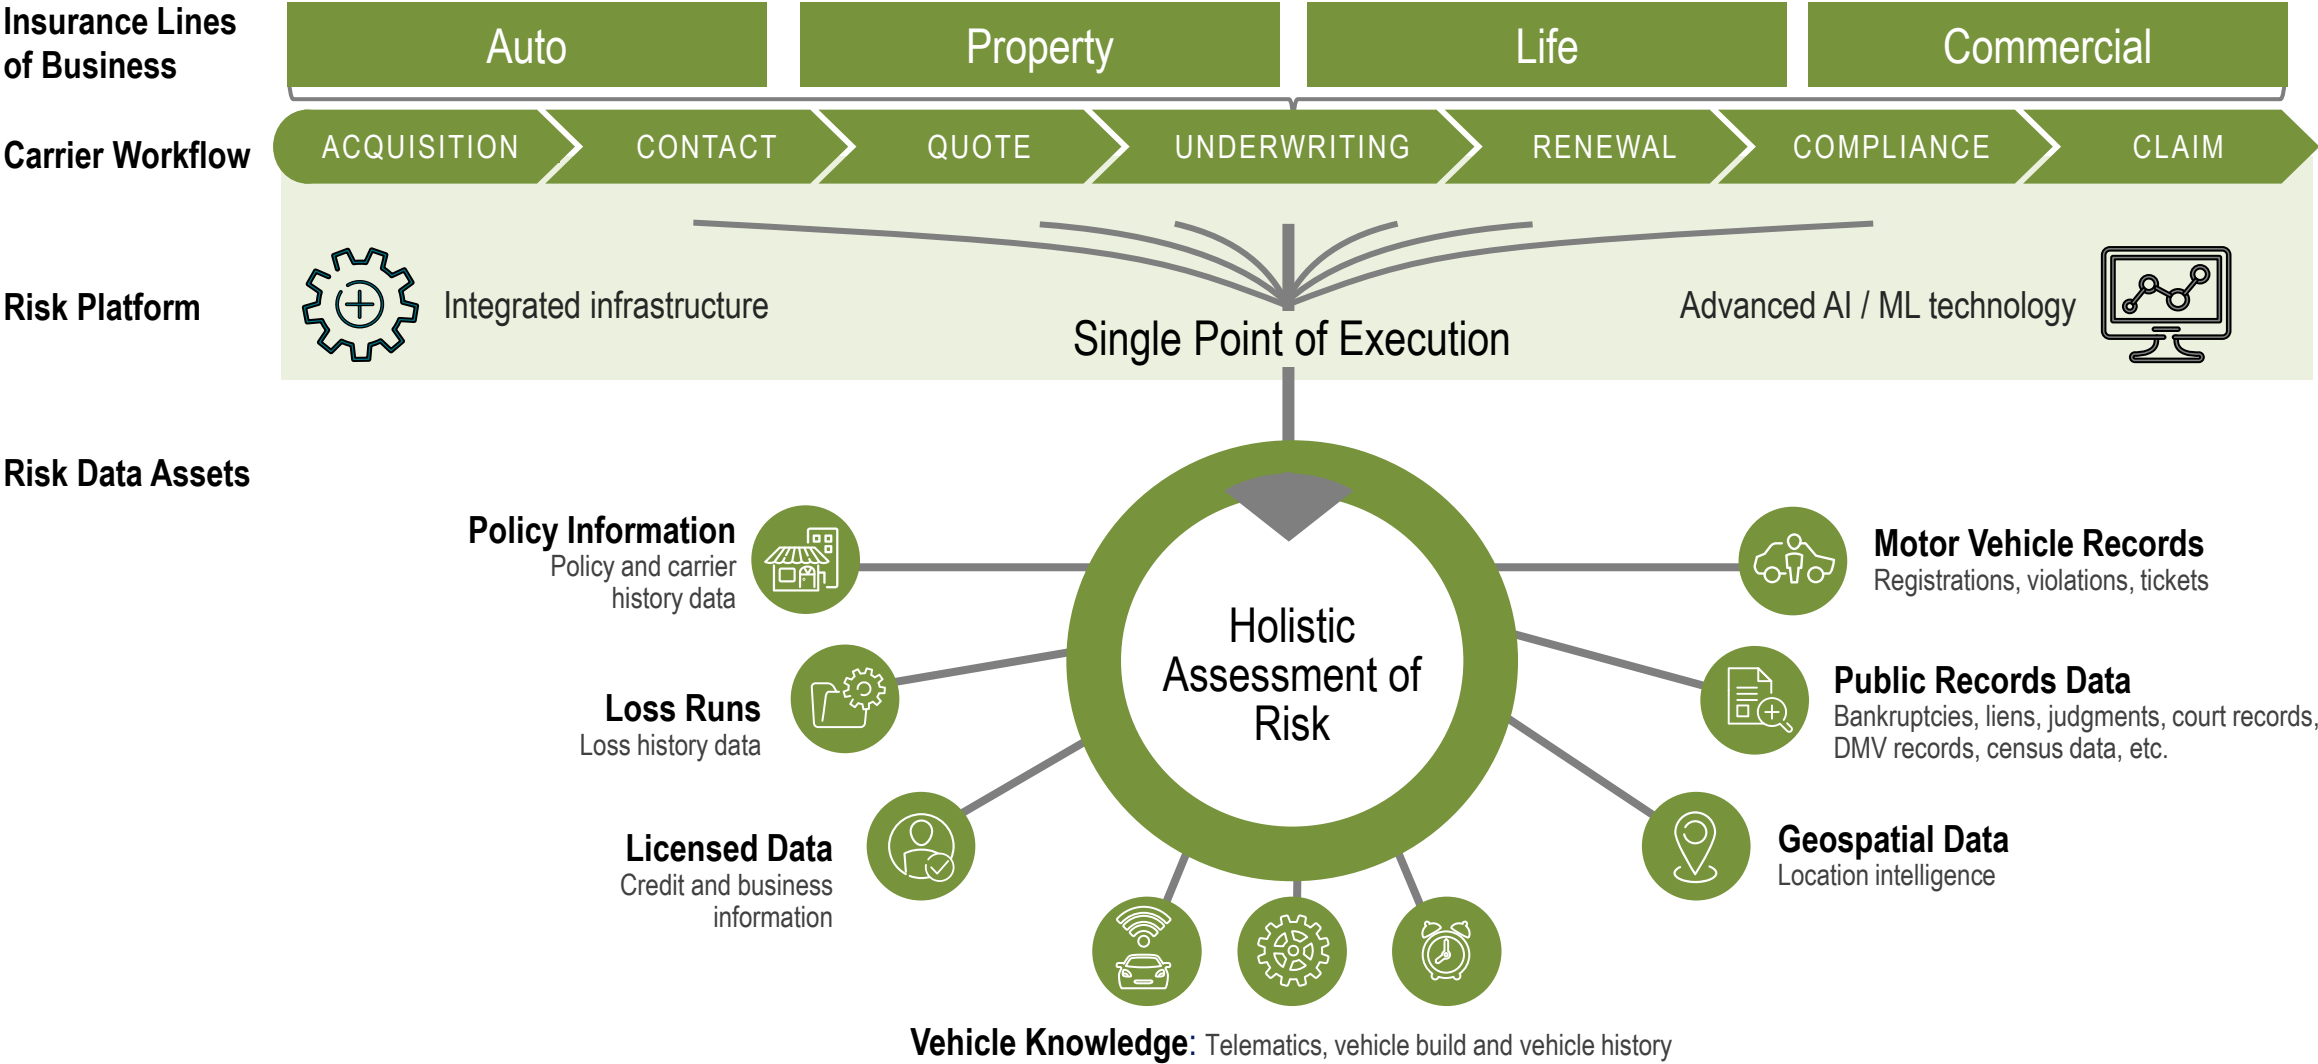 Insurance Lines
of Business
Auto
Property
Life
Commercial
Carrier Workflow
ACQUISITION
CONTACT
QUOTE
UNDERWRITING
RENEWAL
COMPLIANCE
CLAIM
Risk Platform
Integrated infrastructure
Single Point of Execution
Advanced AI / ML technology
Risk Data Assets
Policy Information
Policy and carrier
history data
Loss Runs
Loss history data
Licensed Data
Credit and business
information
Holistic
Assessment of
Risk
Motor Vehicle Records
Registrations, violations, tickets
Public Records Data
Bankruptcies, liens, judgments, court records,
DMV records, census data, etc.
Geospatial Data
Location intelligence
Vehicle Knowledge: Telematics, vehicle build and vehicle history